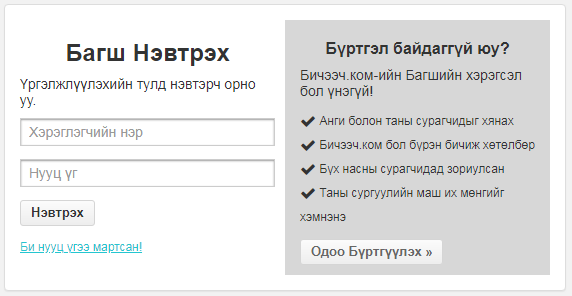 Багш Нэвтрэх
Үргэлжлүүлэхийн тулд нэвтэрч орно
уу.
Хэрэглэгчийн нэр
Нууц үг
Нэвтрэх
Би нууц үгээ мартсан!
Бүртгэл байдаггүй юу?
Бичээч.ком-ийн Багшийн хэрэгсэл
бол үнэгүй!
Анги болон таны сурагчидыг хянах
Бичээч.ком бол бүрэн бичиж хөтөлбөр
Бүх насны сурагчидад зориулсан
Таны сургуулийн маш их мөнгийг
хэмнэнэ
Одоо Бүртгүүлэх »